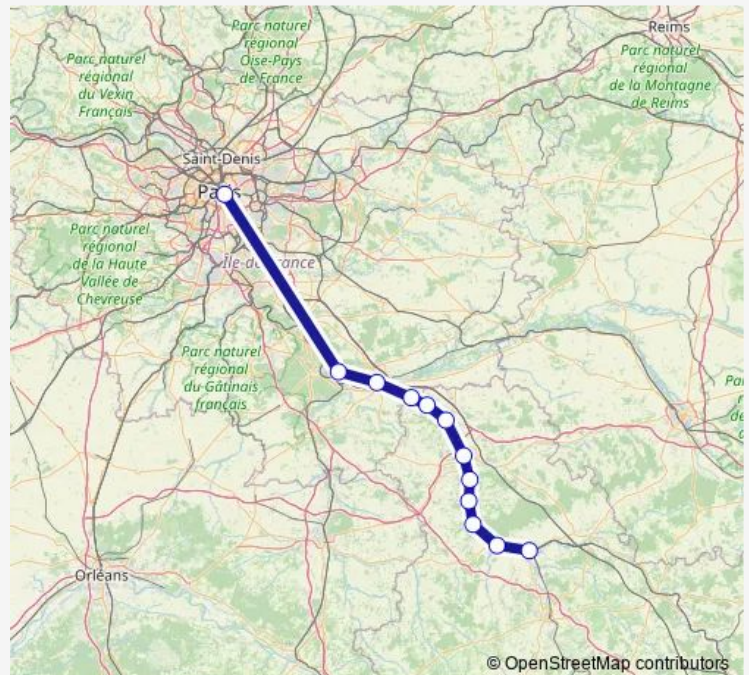 Parc naturel
régional
Oise-Pays
de France
Reims
Parc naturel
régional
du Vexin
Français
Parc naturel
régional
de la Montagne
de Reims
Saint-Denis
Paris
Parc naturel
régional
de la Haute
Vallée de
Chevreuse
Île-de-France
Parc naturel
régional
du Gâtinais
français
Orléans
© OpenStreetMap contributors